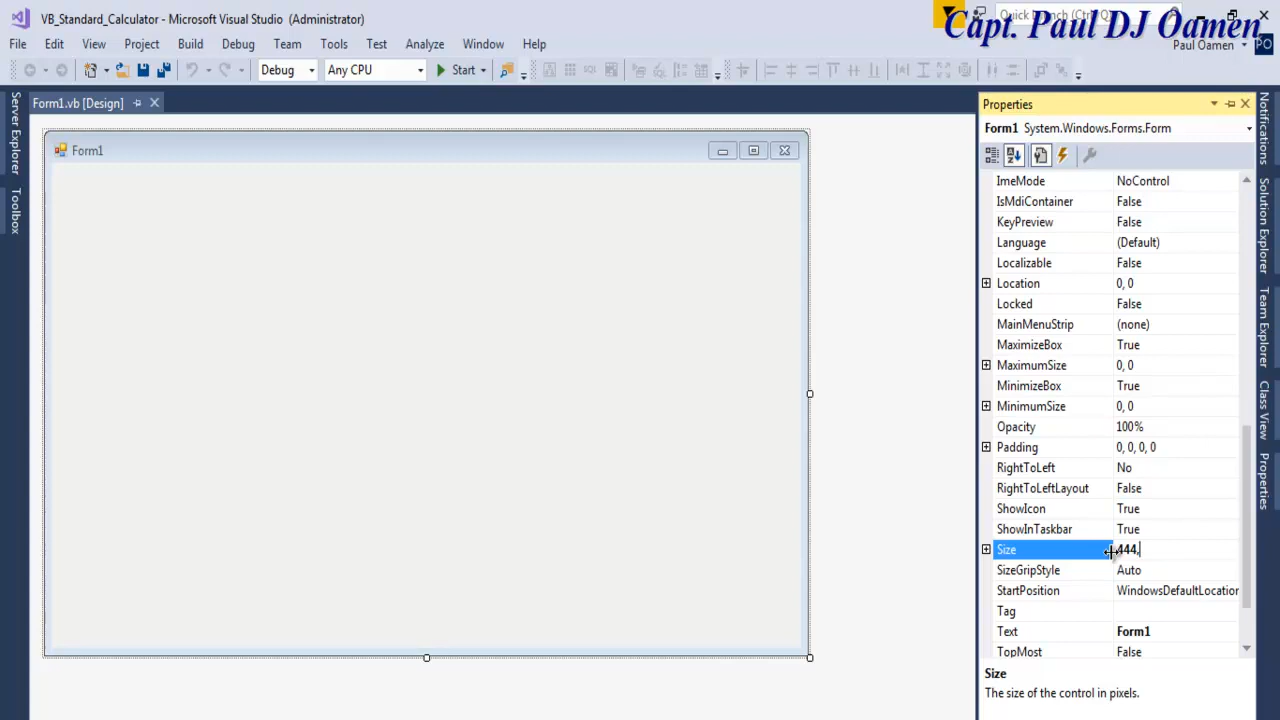 VB_Standard_Calculator - Microsoft Visual Studio (Administrator)
Quick Launch (Ctrl+Q)
Capt. Paul DJ Oamen
File Edit View Project Build Debug Team Tools Test Analyze Window Help
Paul Oamen
PO
Debug Any CPU Start
Server Explorer
Toolbox
Form1.vb [Design]
Form1
Properties
Form1 System.Windows.Forms.Form
ImeMode NoControl
IsMdiContainer False
KeyPreview False
Language (Default)
Localizable False
Location 0, 0
Locked False
MainMenuStrip (none)
MaximizeBox True
MaximumSize 0, 0
MinimizeBox True
MinimumSize 0, 0
Opacity 100%
Padding 0, 0, 0, 0
RightToLeft No
RightToLeftLayout False
ShowIcon True
ShowInTaskbar True
Size 444,
SizeGripStyle Auto
StartPosition WindowsDefaultLocation
Tag
Text Form1
TopMost False
Size
The size of the control in pixels.
Notifications
Solution Explorer
Team Explorer
Class View
Properties